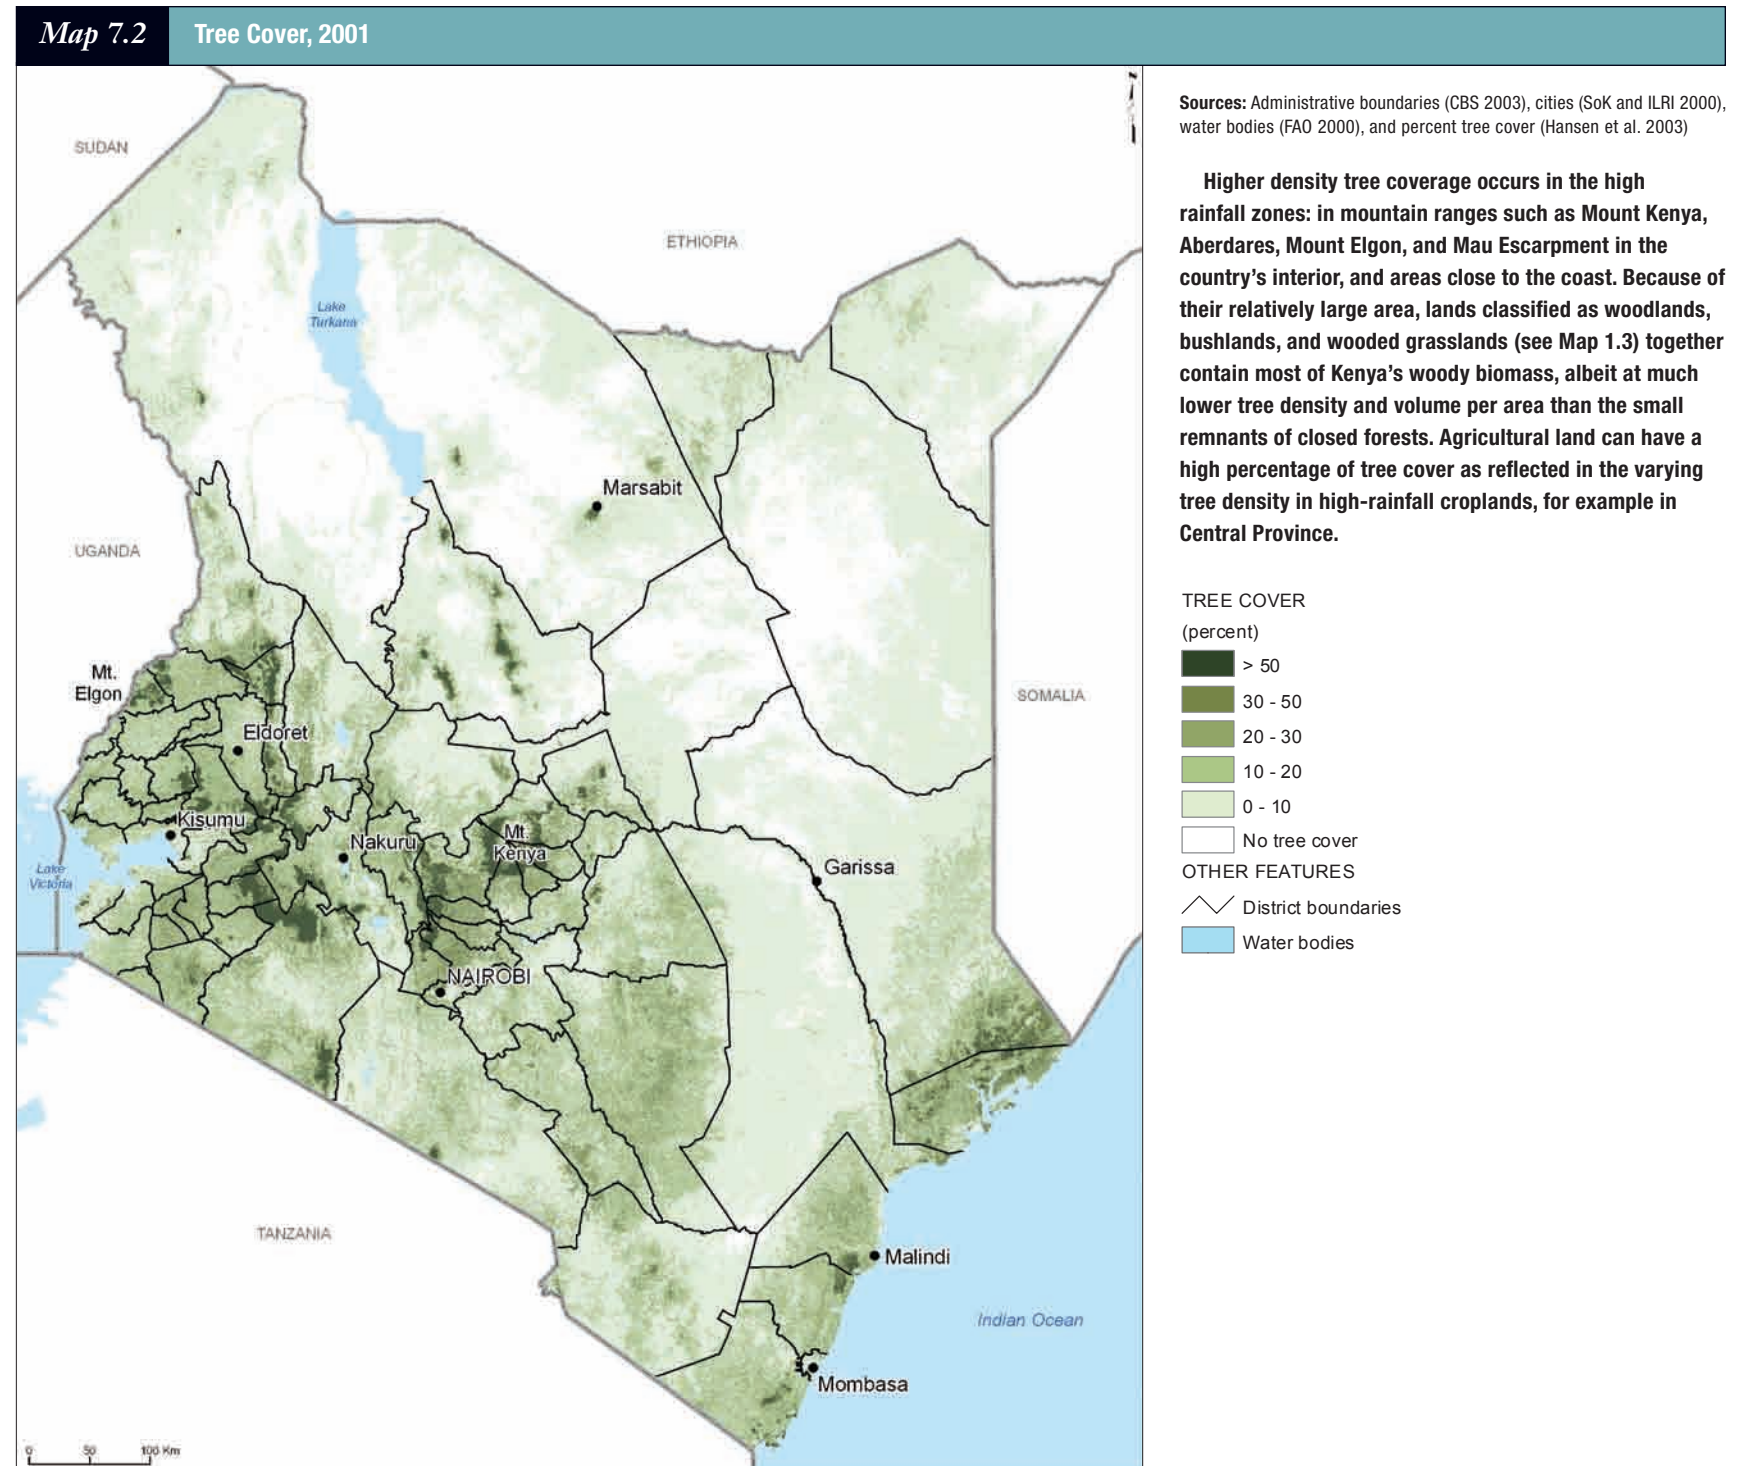 Map 7.2
Tree Cover, 2001
Sources: Administrative boundaries (CBS 2003), cities (SoK and ILRI 2000),
water bodies (FAO 2000), and percent tree cover (Hansen et al. 2003)
Higher density tree coverage occurs in the high
rainfall zones: in mountain ranges such as Mount Kenya,
Aberdares, Mount Elgon, and Mau Escarpment in the
country’s interior, and areas close to the coast. Because of
their relatively large area, lands classified as woodlands,
bushlands, and wooded grasslands (see Map 1.3) together
contain most of Kenya’s woody biomass, albeit at much
lower tree density and volume per area than the small
remnants of closed forests. Agricultural land can have a
high percentage of tree cover as reflected in the varying
tree density in high-rainfall croplands, for example in
Central Province.
TREE COVER
(percent)
> 50
30 - 50
20 - 30
10 - 20
0 - 10
No tree cover
OTHER FEATURES
District boundaries
Water bodies
SUDAN
ETHIOPIA
Lake
Turkana
Marsabit
UGANDA
Mt.
Elgon
SOMALIA
Eldoret
Kisumu
Nakuru
Mt.
Kenya
Garissa
Lake
Victoria
NAIROBI
TANZANIA
Malindi
Indian Ocean
Mombasa
0 50 100 Km